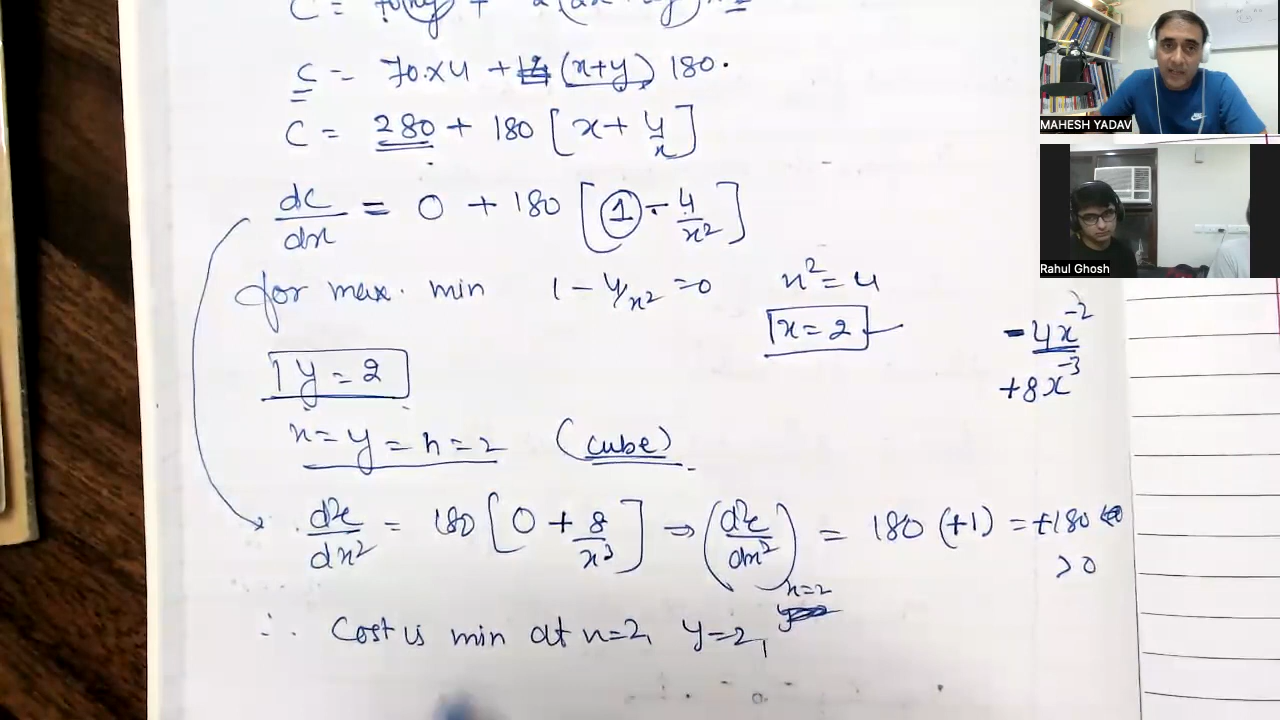 C =
C = 70×4 + (x+y) 180.
C = 280 + 180 [x + 4/x]
dc/dx = 0 + 180 [1 - 4/x²]
for max. min 1 - 4/x² = 0 x² = 4
x = 2
-4x⁻²
+8x⁻³
y = 2
x = y = h = 2 (cube)
d²c/dx² = 180 [0 + 8/x³] ⇒ (d²c/dx²)x=2 = 180 (+1) = +180
> 0
∴ Cost is min at x=2, y=2,
MAHESH YADAV
Rahul Ghosh